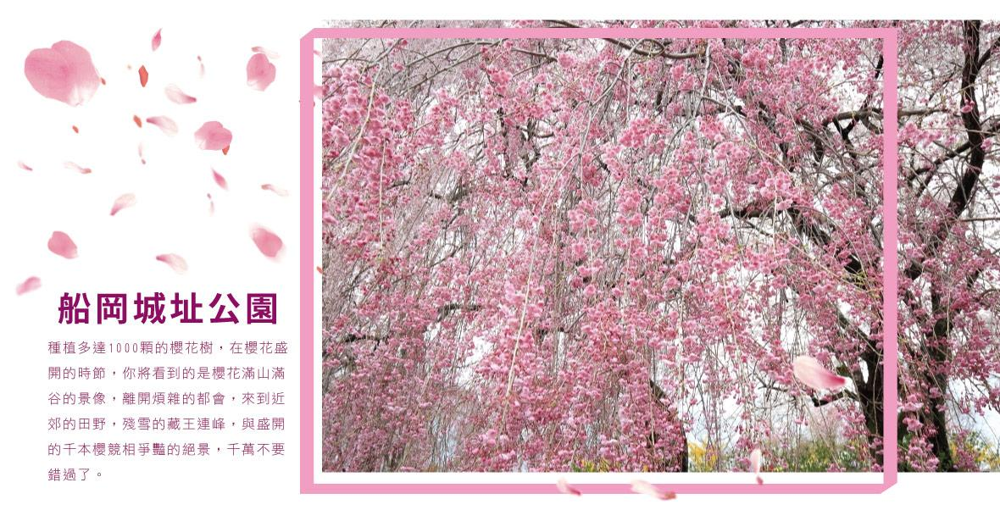 船岡城址公園
種植多達1000顆的櫻花樹，在櫻花盛
開的時節，你將看到的是櫻花滿山滿
谷的景像，離開煩雜的都會，來到近
郊的田野，殘雪的藏王連峰，與盛開
的千本櫻競相爭豔的絕景，千萬不要
錯過了。